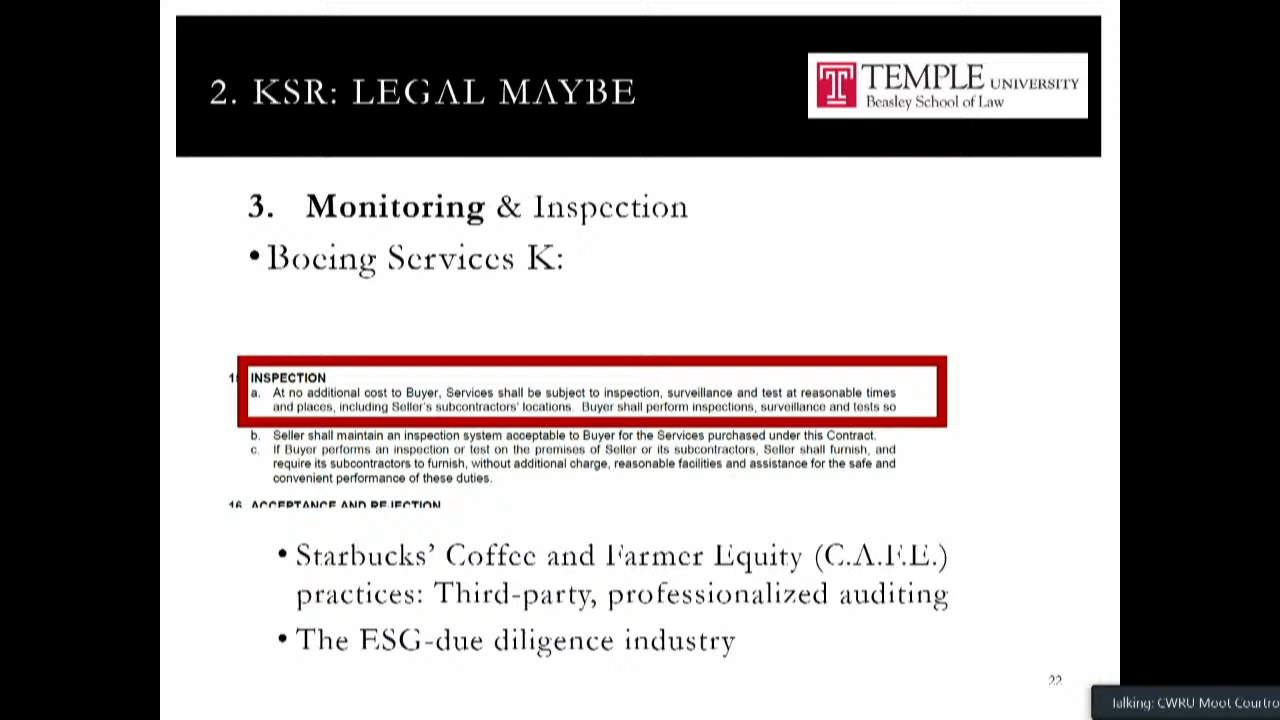 2. KSR: LEGAL MAYBE
TEMPLE UNIVERSITY
Beasley School of Law
3. Monitoring & Inspection
• Boeing Services K:
INSPECTION
a. At no additional cost to Buyer, Services shall be subject to inspection, surveillance and test at reasonable times
and places, including Seller's subcontractors' locations. Buyer shall perform inspections, surveillance and tests so
b. Seller shall maintain an inspection system acceptable to Buyer for the Services purchased under this Contract.
c. If Buyer performs an inspection or test on the premises of Seller or its subcontractors, Seller shall furnish, and
require its subcontractors to furnish, without additional charge, reasonable facilities and assistance for the safe and
convenient performance of these duties.
16. ACCEPTANCE AND REJECTION
• Starbucks' Coffee and Farmer Equity (C.A.F.E.)
practices: Third-party, professionalized auditing
• The ESG-due diligence industry
22
Talking: CWRU Moot Courtro